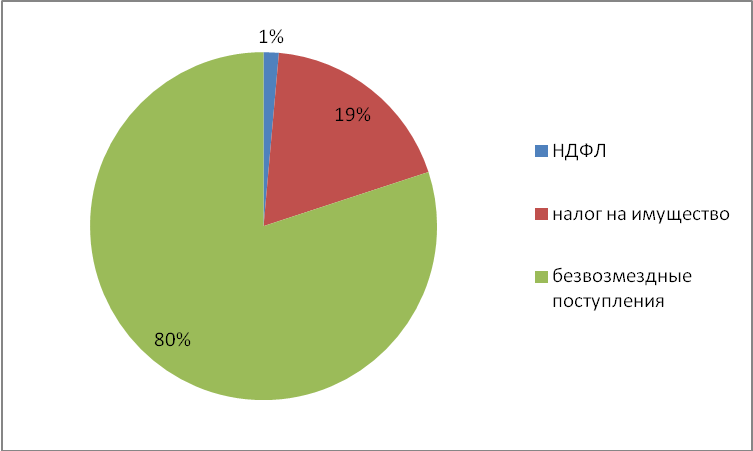 1%
19%
80%
НДФЛ
налог на имущество
безвозмездные
поступления